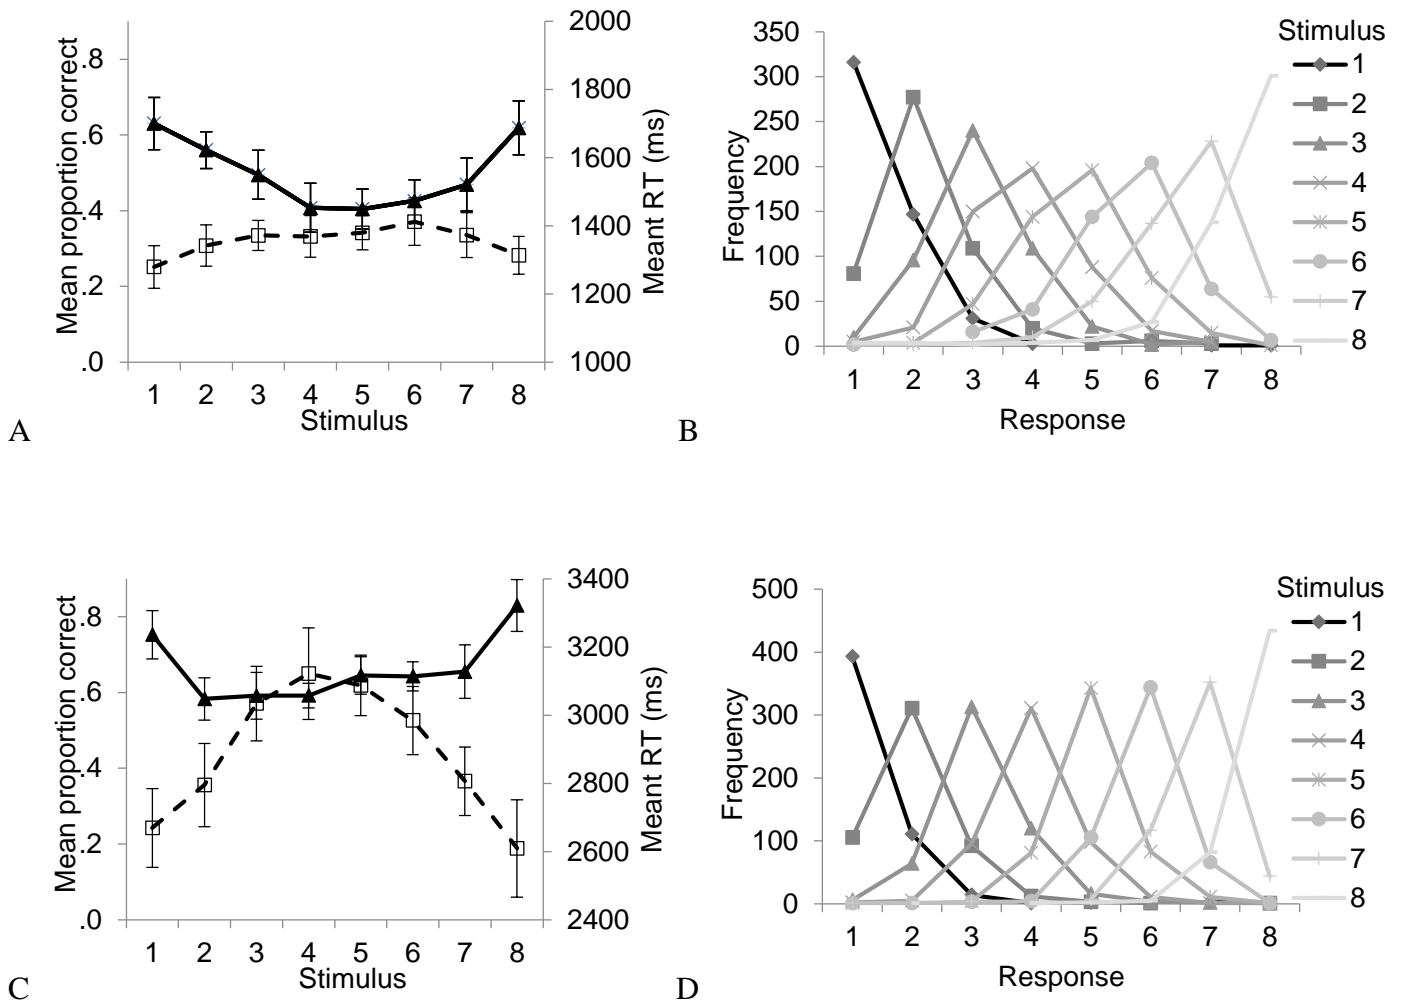 Mean proportion correct
.8
.6
.4
.2
.0
2000
1800
1600
1400
1200
1000
Meant RT (ms)
1 2 3 4 5 6 7 8
Stimulus
A
Frequency
350
300
250
200
150
100
50
0
1 2 3 4 5 6 7 8
Response
Stimulus
1
2
3
4
5
6
7
8
B
Mean proportion correct
.8
.6
.4
.2
.0
3400
3200
3000
2800
2600
2400
Meant RT (ms)
1 2 3 4 5 6 7 8
Stimulus
C
Frequency
500
400
300
200
100
0
1 2 3 4 5 6 7 8
Response
Stimulus
1
2
3
4
5
6
7
8
D